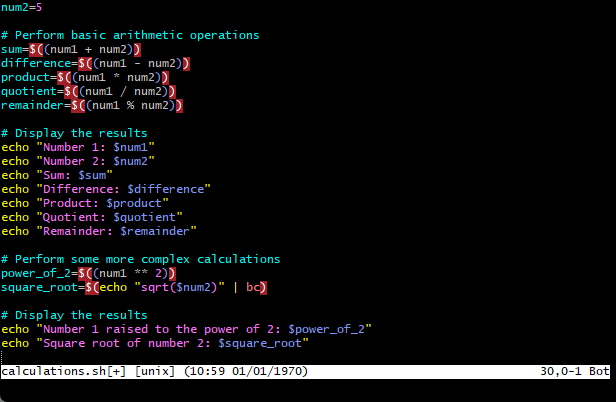 num2=5

# Perform basic arithmetic operations
sum=$((num1 + num2))
difference=$((num1 - num2))
product=$((num1 * num2))
quotient=$((num1 / num2))
remainder=$((num1 % num2))

# Display the results
echo "Number 1: $num1"
echo "Number 2: $num2"
echo "Sum: $sum"
echo "Difference: $difference"
echo "Product: $product"
echo "Quotient: $quotient"
echo "Remainder: $remainder"

# Perform some more complex calculations
power_of_2=$((num1 ** 2))
square_root=$(echo "sqrt($num2)" | bc)

# Display the results
echo "Number 1 raised to the power of 2: $power_of_2"
echo "Square root of number 2: $square_root"

calculations.sh[+] [unix] (10:59 01/01/1970) 30,0-1 Bot